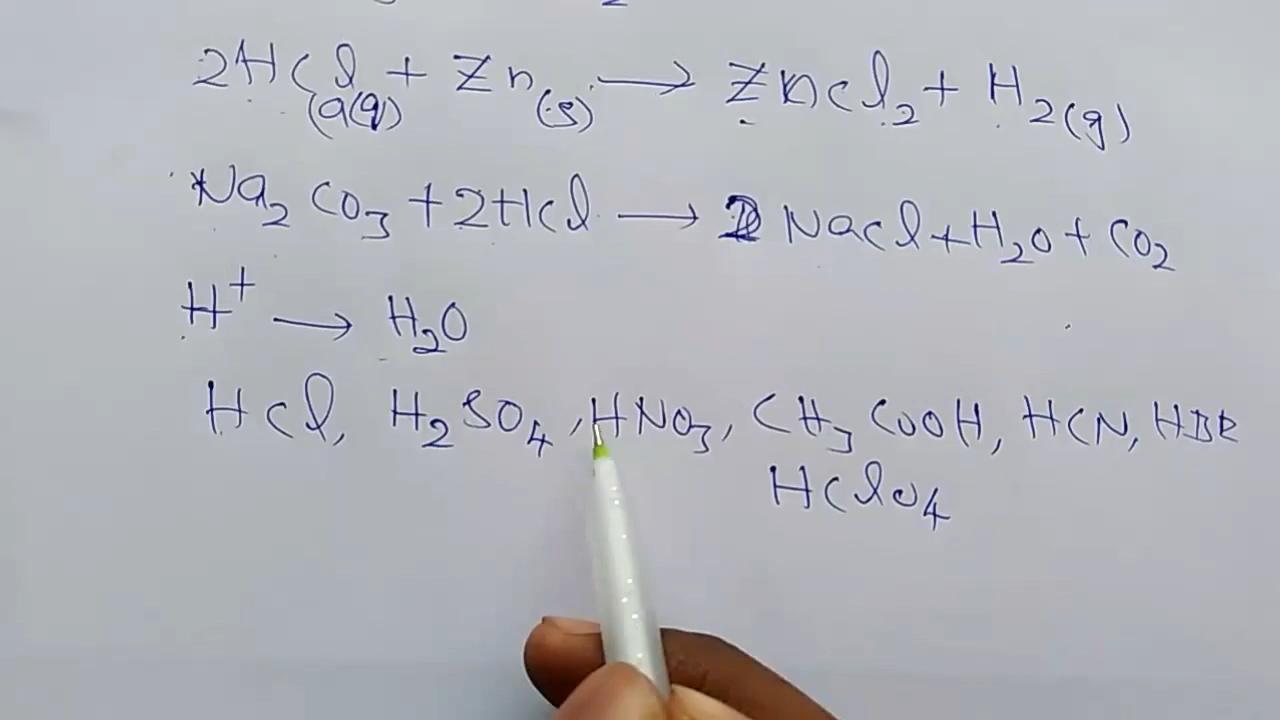 2HCl(aq) + Zn(s) → ZnCl₂ + H₂(g)
Na₂CO₃ + 2HCl → 2NaCl + H₂O + CO₂
H⁺ → H₂O
HCl, H₂SO₄, HNO₃, CH₃COOH, HCN, HBR
HClO₄